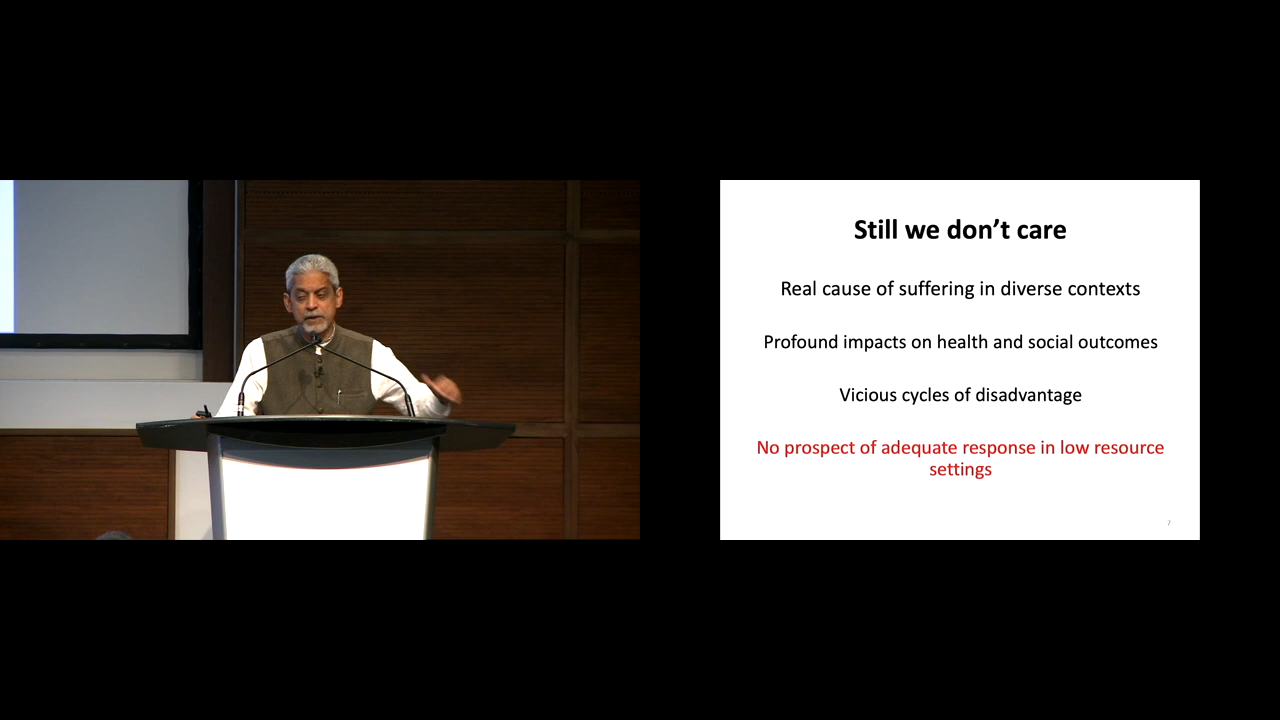 Still we don’t care
Real cause of suffering in diverse contexts
Profound impacts on health and social outcomes
Vicious cycles of disadvantage
No prospect of adequate response in low resource
settings
7